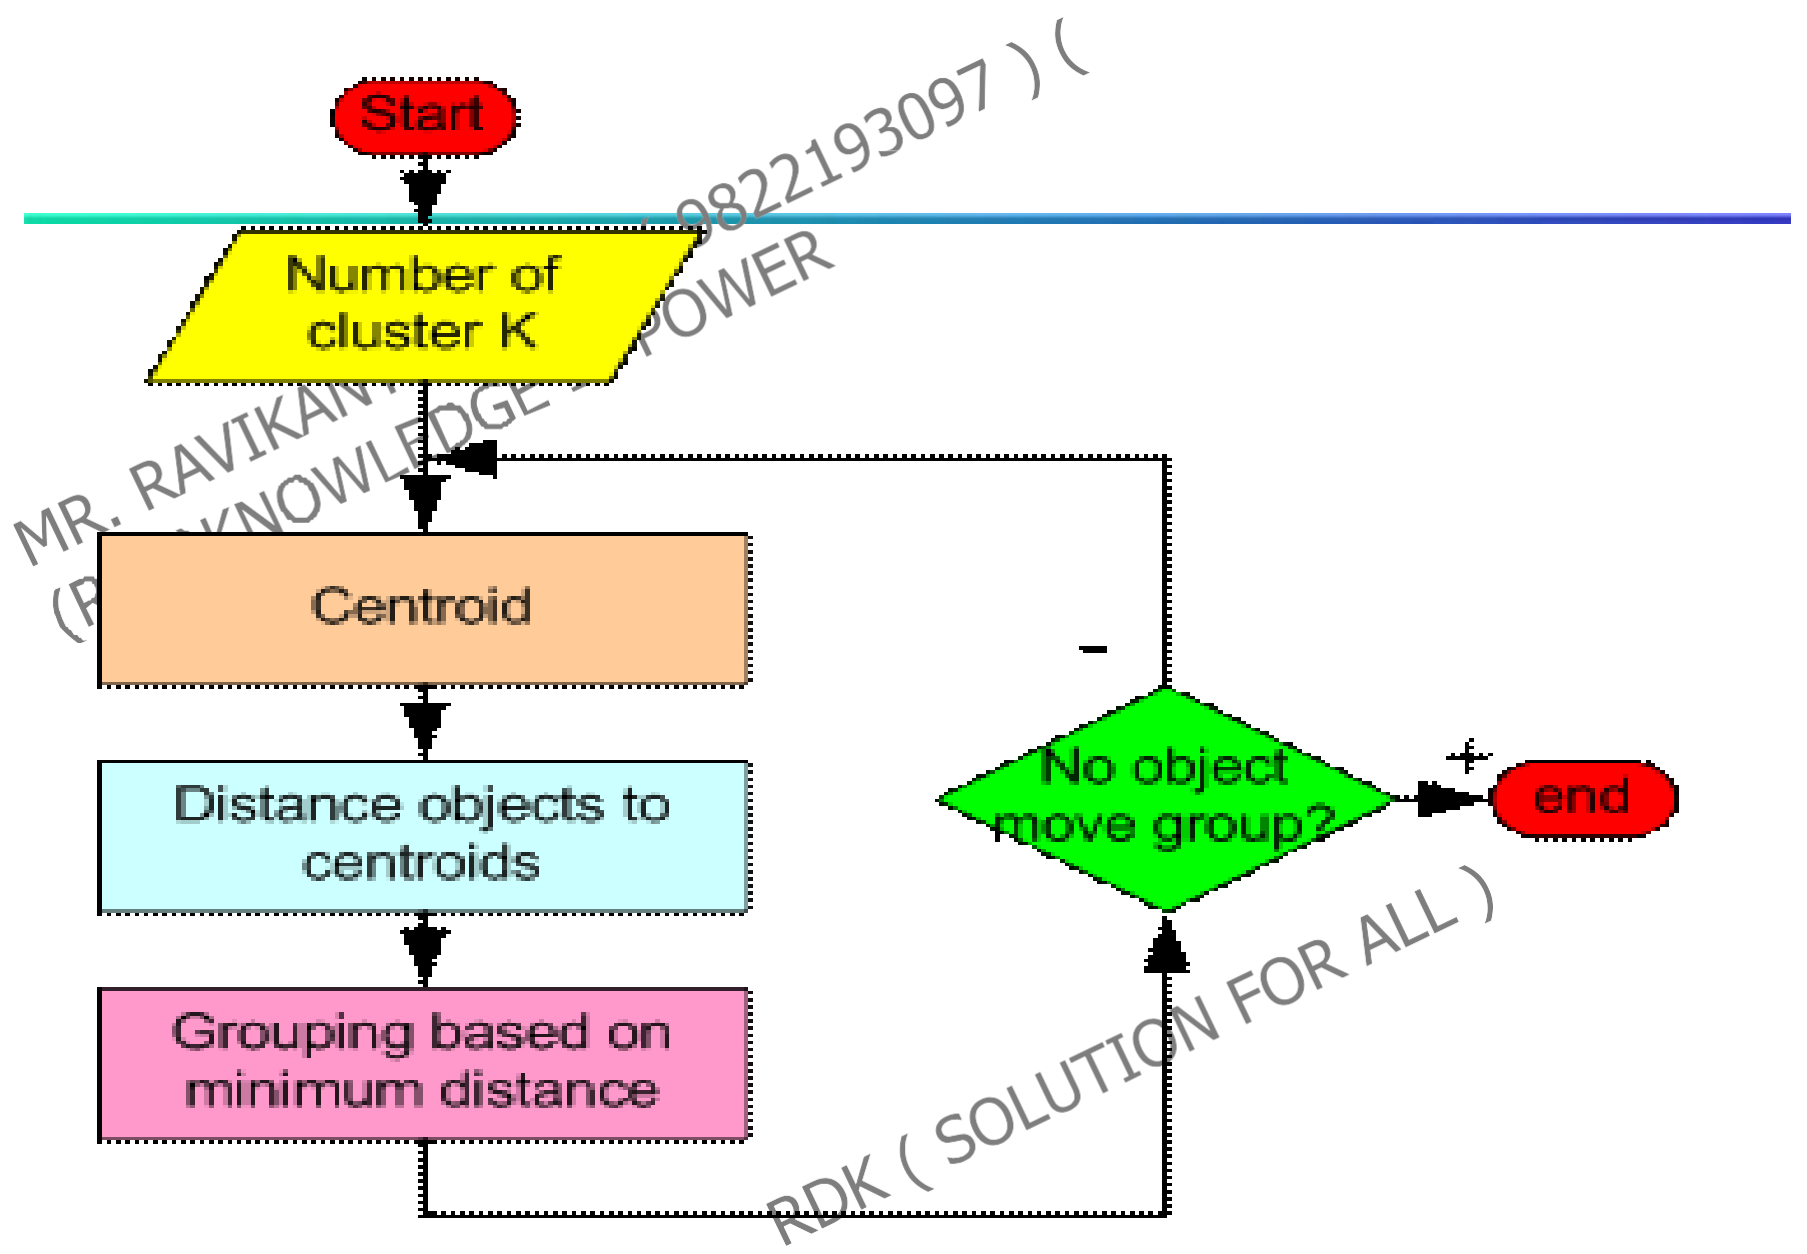 Start
Number of
cluster K
Centroid
Distance objects to
centroids
Grouping based on
minimum distance
No object
move group?
–
+
end
MR. RAVIKANT 9822193097 ) (
KNOWLEDGE POWER
RDK ( SOLUTION FOR ALL )